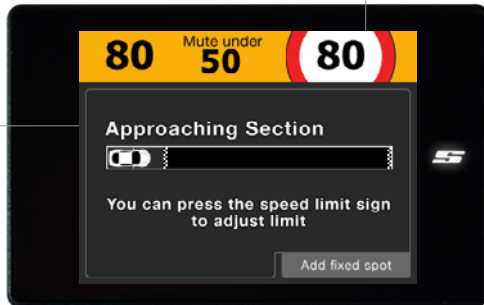 80
Mute under
50
80
Approaching Section
You can press the speed limit sign
to adjust limit
Add fixed spot